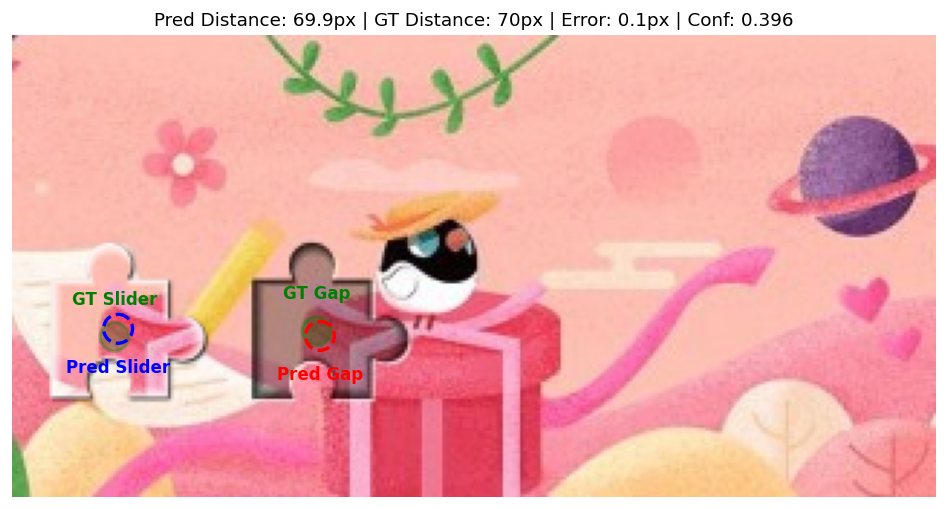 Pred Distance: 69.9px | GT Distance: 70px | Error: 0.1px | Conf: 0.396
GT Slider
GT Gap
Pred Slider
Pred Gap